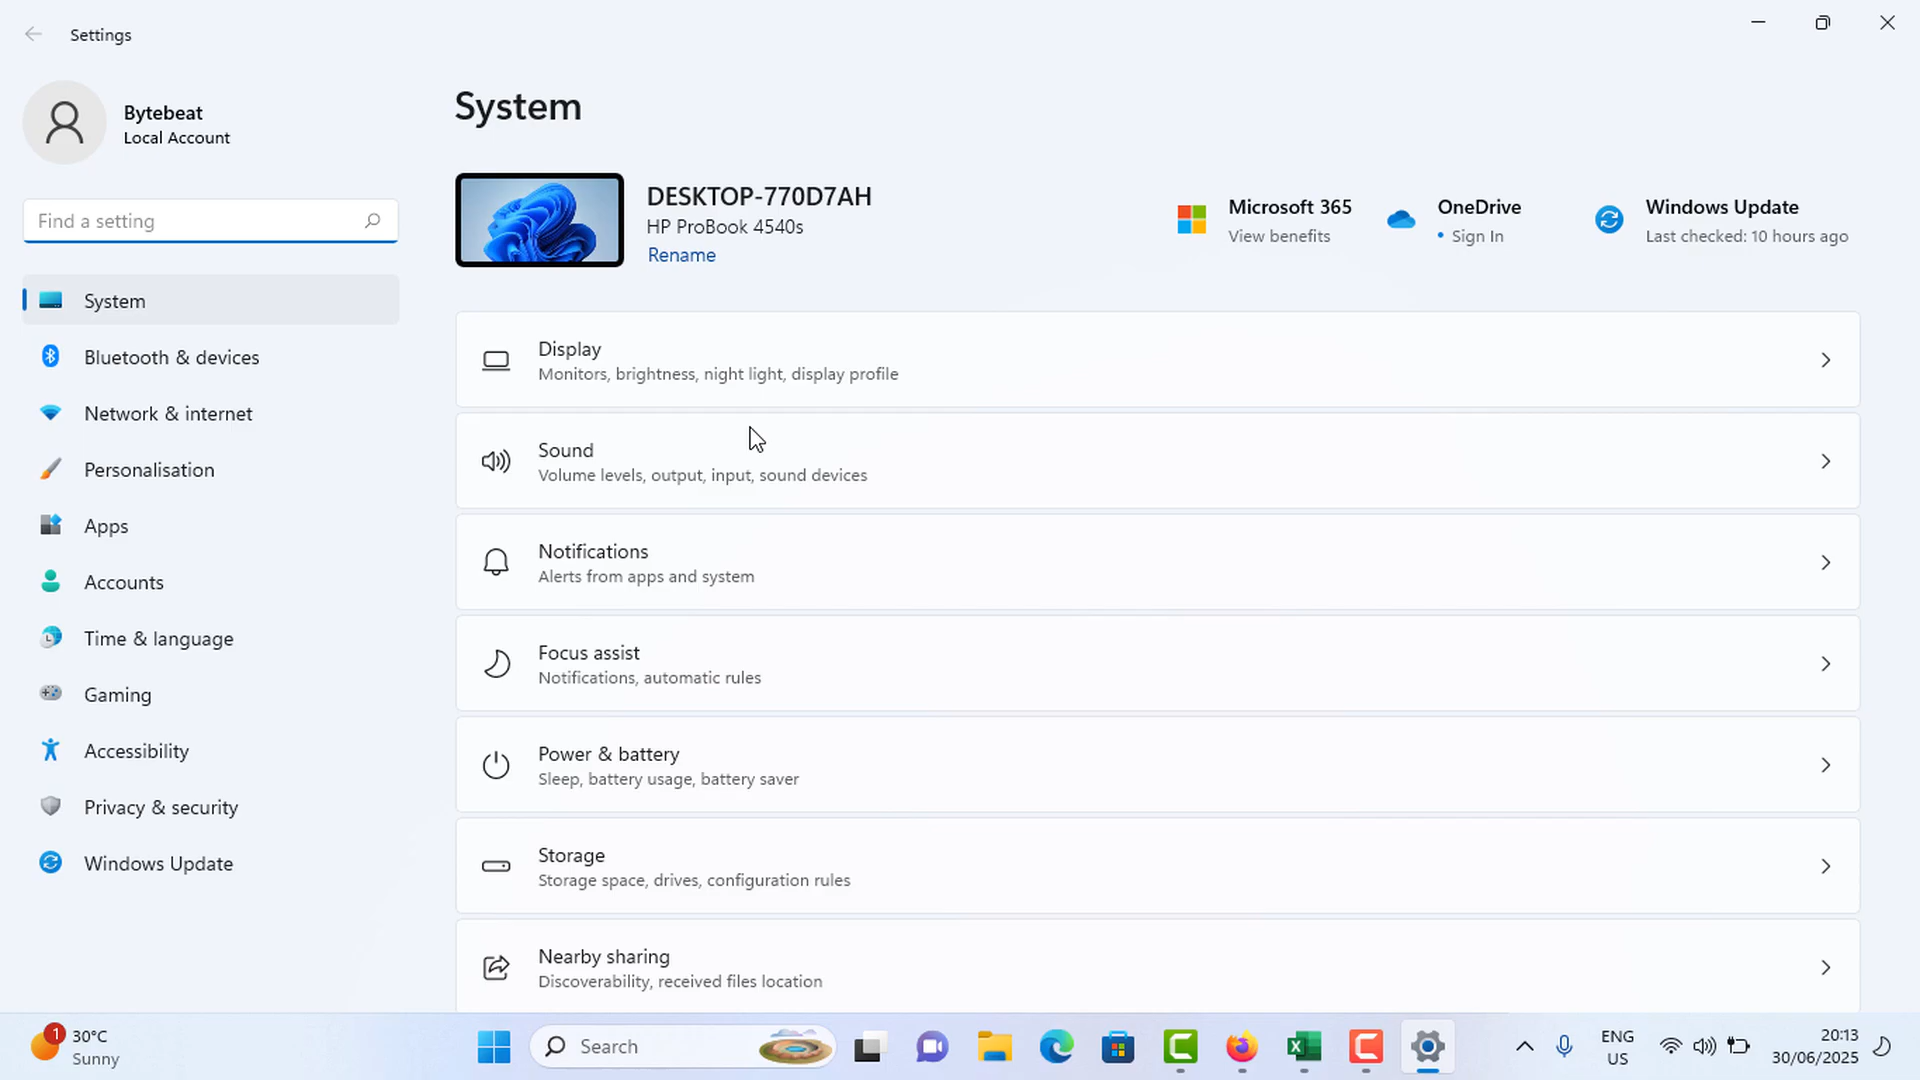 Settings
Bytebeat
Local Account
Find a setting
System
Bluetooth & devices
Network & internet
Personalisation
Apps
Accounts
Time & language
Gaming
Accessibility
Privacy & security
Windows Update
System
DESKTOP-770D7AH
HP ProBook 4540s
Rename
Microsoft 365
View benefits
OneDrive
• Sign In
Windows Update
Last checked: 10 hours ago
Display
Monitors, brightness, night light, display profile
Sound
Volume levels, output, input, sound devices
Notifications
Alerts from apps and system
Focus assist
Notifications, automatic rules
Power & battery
Sleep, battery usage, battery saver
Storage
Storage space, drives, configuration rules
Nearby sharing
Discoverability, received files location
1
30°C
Sunny
Search
ENG
US
20:13
30/06/2025